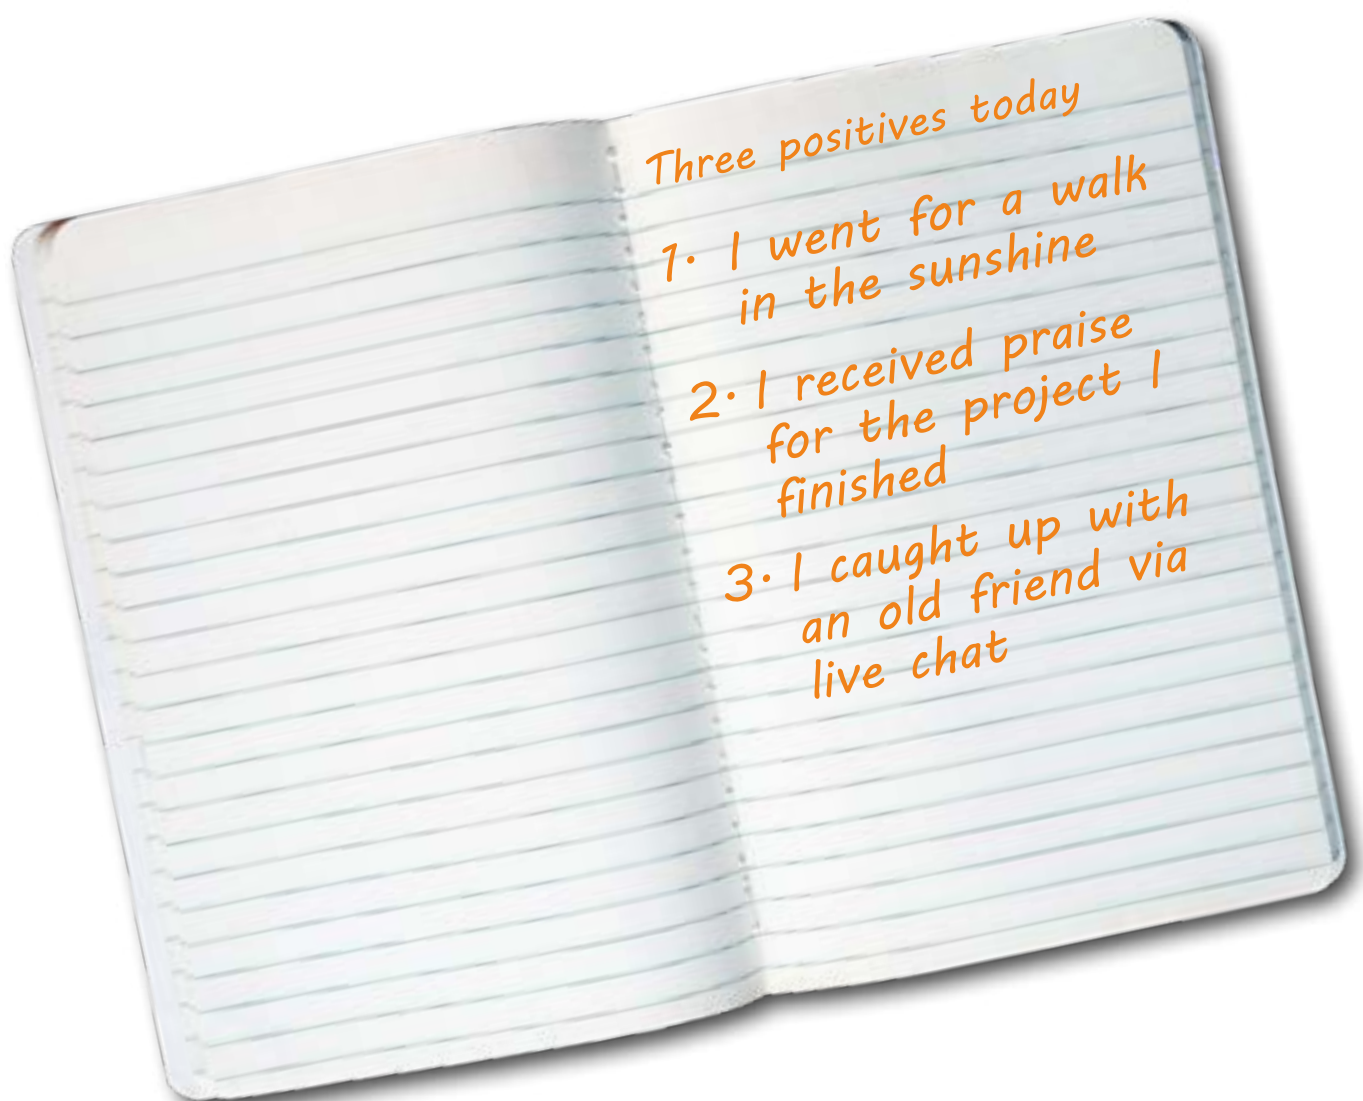 Three positives today
1. I went for a walk
in the sunshine
2. I received praise
for the project I
finished
3. I caught up with
an old friend via
live chat